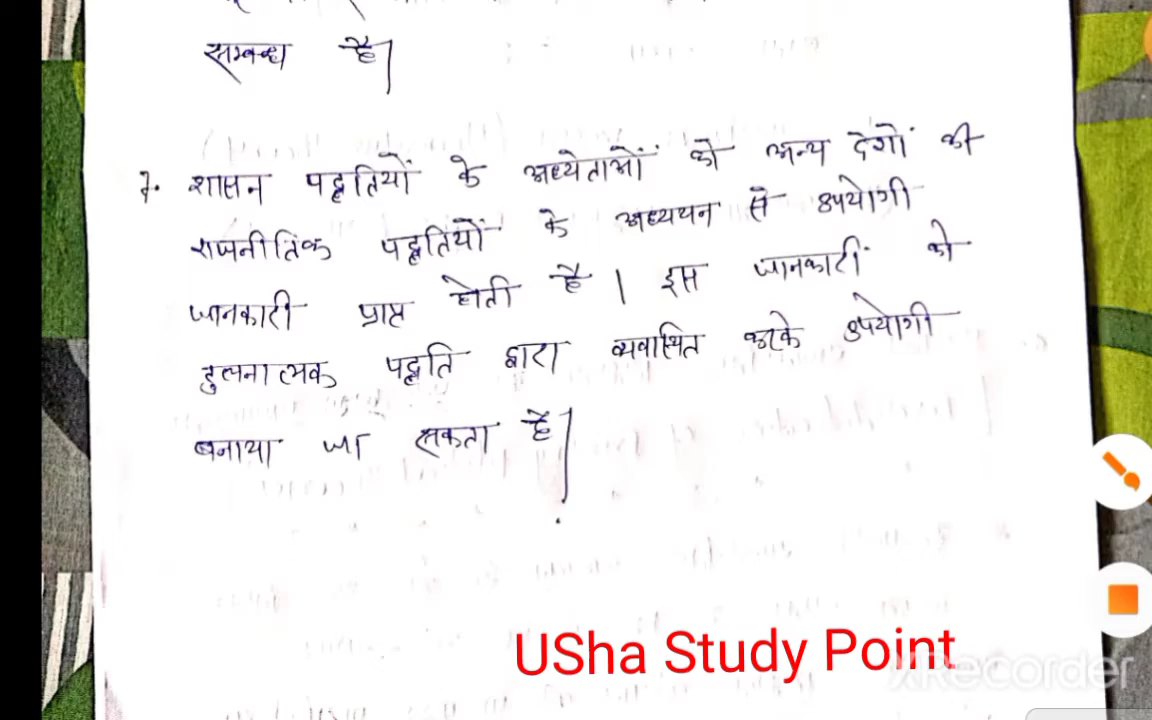 सम्बन्ध है।
7. शासन पद्धतियों के अध्येताओं को अन्य देशों की
राजनीतिक पद्धतियों के अध्ययन से उपयोगी
जानकारी प्राप्त होती है। इस जानकारी को
तुलनात्मक पद्धति द्वारा व्यवस्थित करके उपयोगी
बनाया जा सकता है।
USha Study Point
XRecorder